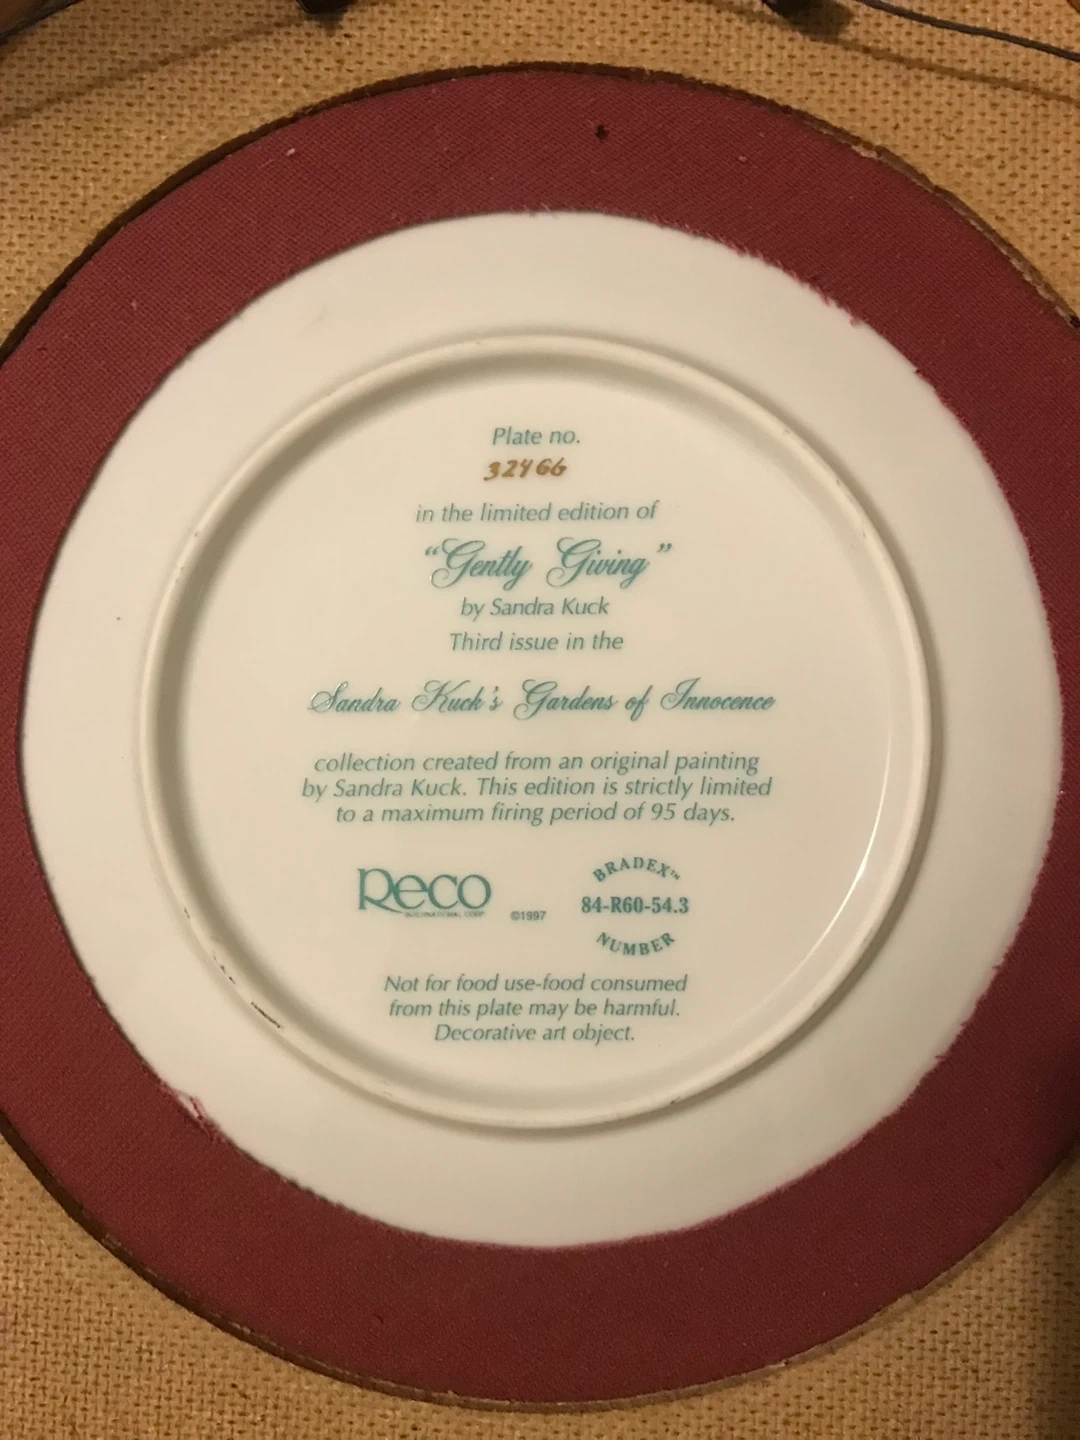 Plate no.
32466
in the limited edition of
“Gently Giving”
by Sandra Kuck
Third issue in the
Sandra Kuck's Gardens of Innocence
collection created from an original painting
by Sandra Kuck. This edition is strictly limited
to a maximum firing period of 95 days.
Reco
INTERNATIONAL CORP.
©1997
BRADEX™
84-R60-54.3
NUMBER
Not for food use-food consumed
from this plate may be harmful.
Decorative art object.